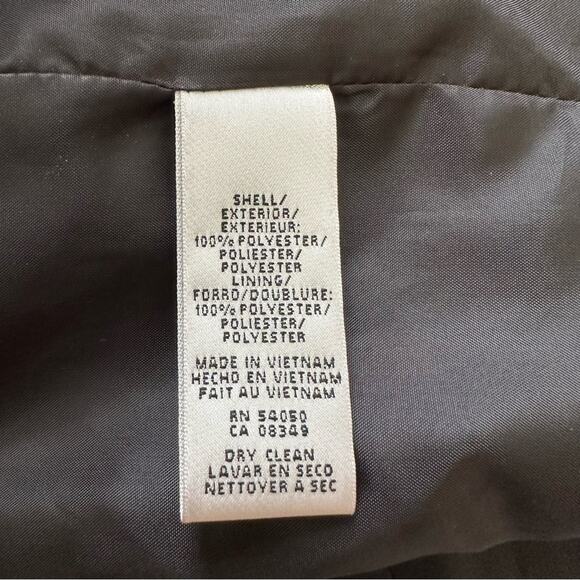 SHELL/
EXTERIOR/
EXTERIEUR:
100% POLYESTER/
POLIESTER/
POLYESTER
LINING/
FORRO/DOUBLURE:
100% POLYESTER/
POLIESTER/
POLYESTER
MADE IN VIETNAM
HECHO EN VIETNAM
FAIT AU VIETNAM
RN 54050
CA 08349
DRY CLEAN
LAVAR EN SECO
NETTOYER A SEC